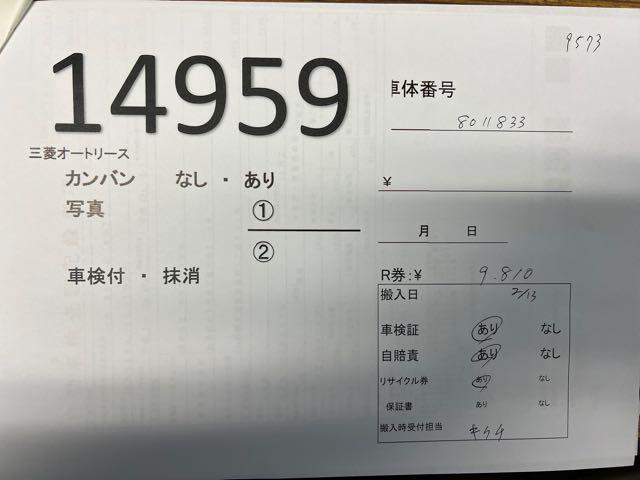 9573
14959
車体番号
8011833
三菱オートリース
カンバン なし ・ あり
¥
写真 ①
②
月 日
車検付 ・ 抹消
R券:¥ 9.810
搬入日 2/13
車検証 あり なし
自賠責 あり なし
リサイクル券 あり なし
保証書 あり なし
搬入時受付担当